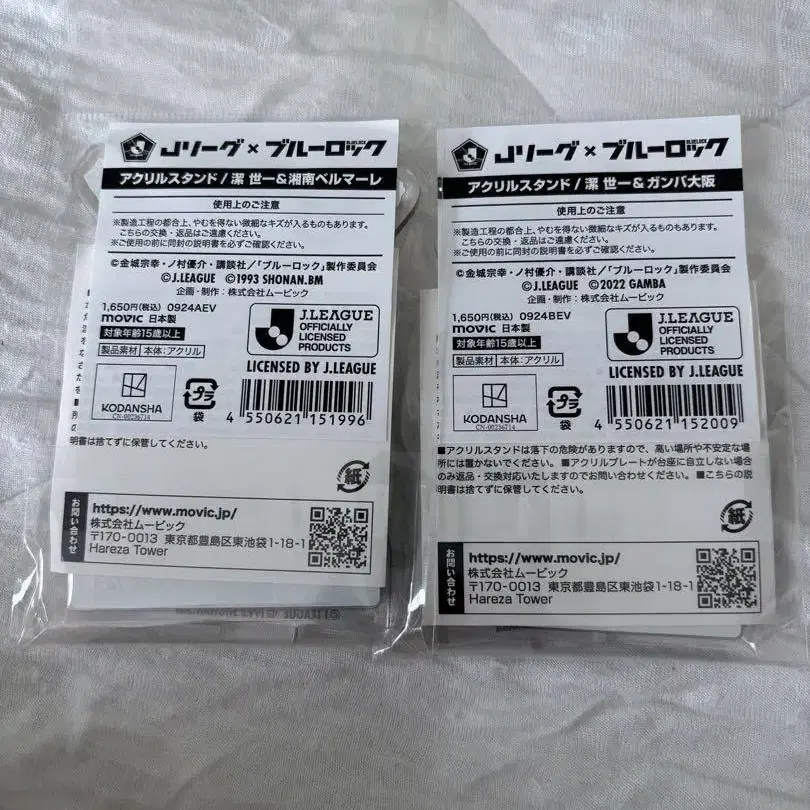 Jリーグ×ブルーロック
アクリルスタンド/潔 世一&湘南ベルマーレ
使用上のご注意
※製造工程の都合上、やむを得ない微細なキズが入るものもあります。
こちらの交換・返品はご遠慮ください。
※ご使用の前に同封の説明書を必ずご確認ください。
©金城宗幸・ノ村優介・講談社/「ブルーロック」製作委員会
©J.LEAGUE ©1993 SHONAN.BM
企画・制作:株式会社ムービック
1,650円(税込) 0924AEV
movic 日本製
対象年齢15歳以上
製品素材 本体:アクリル
J.LEAGUE
OFFICIALLY
LICENSED
PRODUCTS
LICENSED BY J.LEAGUE
KODANSHA
CN-00236714
プラ
袋
4 550621 151996
明書は捨てずに保管してください。
紙
お問い合わせ
https://www.movic.jp/
株式会社ムービック
〒170-0013 東京都豊島区東池袋1-18-1
Hareza Tower
Jリーグ×ブルーロック
アクリルスタンド/潔 世一&ガンバ大阪
使用上のご注意
※製造工程の都合上、やむを得ない微細なキズが入るものもあります。
こちらの交換・返品はご遠慮ください。
※ご使用の前に同封の説明書を必ずご確認ください。
©金城宗幸・ノ村優介・講談社/「ブルーロック」製作委員会
©J.LEAGUE ©2022 GAMBA
企画・制作:株式会社ムービック
1,650円(税込) 0924BEV
movic 日本製
対象年齢15歳以上
製品素材 本体:アクリル
J.LEAGUE
OFFICIALLY
LICENSED
PRODUCTS
LICENSED BY J.LEAGUE
KODANSHA
CN-00236714
プラ
袋
4 550621 152009
■アクリルスタンドは落下の危険がありますので、高い場所や不安定な場
所には置かないでください。■アクリルプレートが台座に自立しない場合
のみ返品・交換対応いたしますのでお問い合わせください。■こちらの説
明書は捨てずに保管してください。
紙
お問い合わせ
https://www.movic.jp/
株式会社ムービック
〒170-0013 東京都豊島区東池袋1-18-1
Hareza Tower